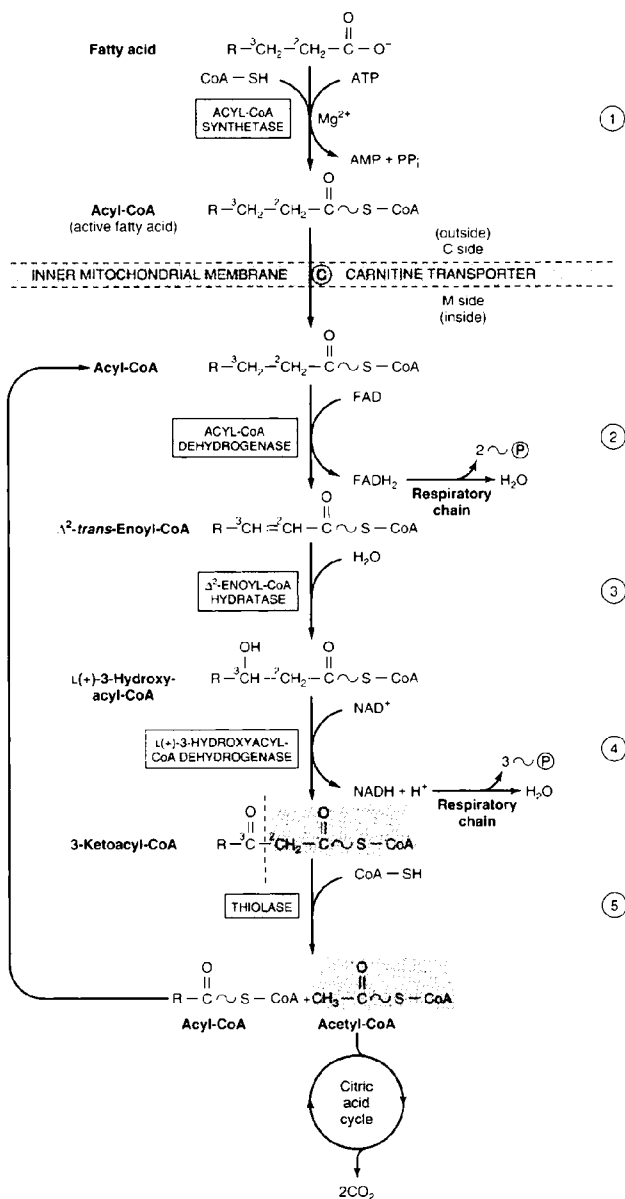 O
||
Fatty acid R—³CH₂—²CH₂—C—O⁻
CoA—SH ATP
ACYL-CoA
SYNTHETASE
Mg²⁺
1
AMP + PPᵢ
O
||
Acyl-CoA R—³CH₂—²CH₂—C~S—CoA
(active fatty acid)
(outside)
C side
INNER MITOCHONDRIAL MEMBRANE C CARNITINE TRANSPORTER
M side
(inside)
O
||
Acyl-CoA R—³CH₂—²CH₂—C~S—CoA
FAD
ACYL-CoA
DEHYDROGENASE
2
2~P
FADH₂ H₂O
Respiratory
chain
O
||
Δ²-trans-Enoyl-CoA R—³CH=²CH—C~S—CoA
H₂O
Δ²-ENOYL-CoA
HYDRATASE
3
OH O
||
L(+)-3-Hydroxy-
acyl-CoA
R—³CH—²CH₂—C~S—CoA
NAD⁺
L(+)-3-HYDROXYACYL-
CoA DEHYDROGENASE
4
3~P
NADH + H⁺ H₂O
Respiratory
chain
O O
|| ||
3-Ketoacyl-CoA R—³C—²CH₂—C~S—CoA
CoA—SH
THIOLASE
5
O O
|| ||
R—C~S—CoA + CH₃—C~S—CoA
Acyl-CoA Acetyl-CoA
Citric
acid
cycle
2CO₂